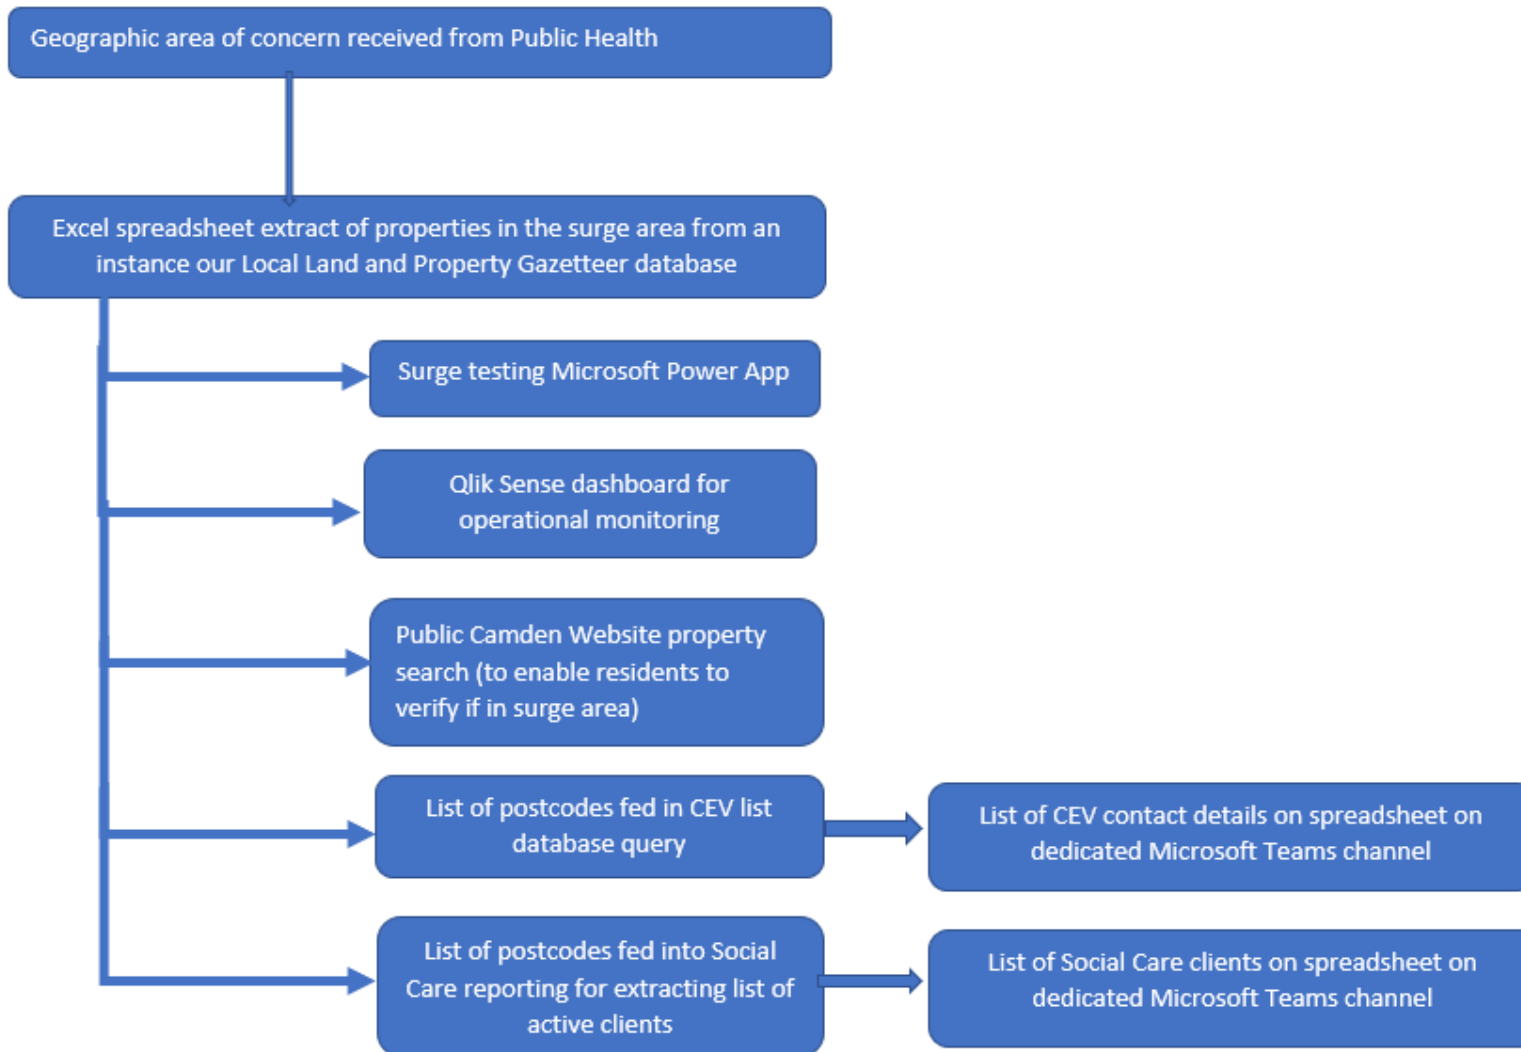 Geographic area of concern received from Public Health
Excel spreadsheet extract of properties in the surge area from an
instance our Local Land and Property Gazetteer database
Surge testing Microsoft Power App
Qlik Sense dashboard for
operational monitoring
Public Camden Website property
search (to enable residents to
verify if in surge area)
List of postcodes fed in CEV list
database query
List of CEV contact details on spreadsheet on
dedicated Microsoft Teams channel
List of postcodes fed into Social
Care reporting for extracting list of
active clients
List of Social Care clients on spreadsheet on
dedicated Microsoft Teams channel